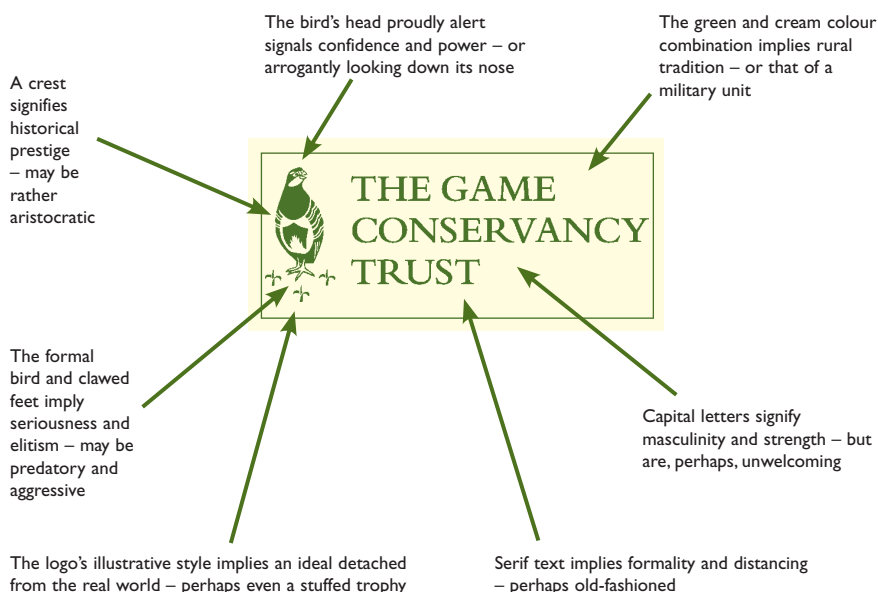 The bird's head proudly alert
signals confidence and power – or
arrogantly looking down its nose
The green and cream colour
combination implies rural
tradition – or that of a
military unit
A crest
signifies
historical
prestige
– may be
rather
aristocratic
THE GAME
CONSERVANCY
TRUST
The formal
bird and clawed
feet imply
seriousness and
elitism – may be
predatory and
aggressive
Capital letters signify
masculinity and strength – but
are, perhaps, unwelcoming
The logo's illustrative style implies an ideal detached
from the real world – perhaps even a stuffed trophy
Serif text implies formality and distancing
– perhaps old-fashioned